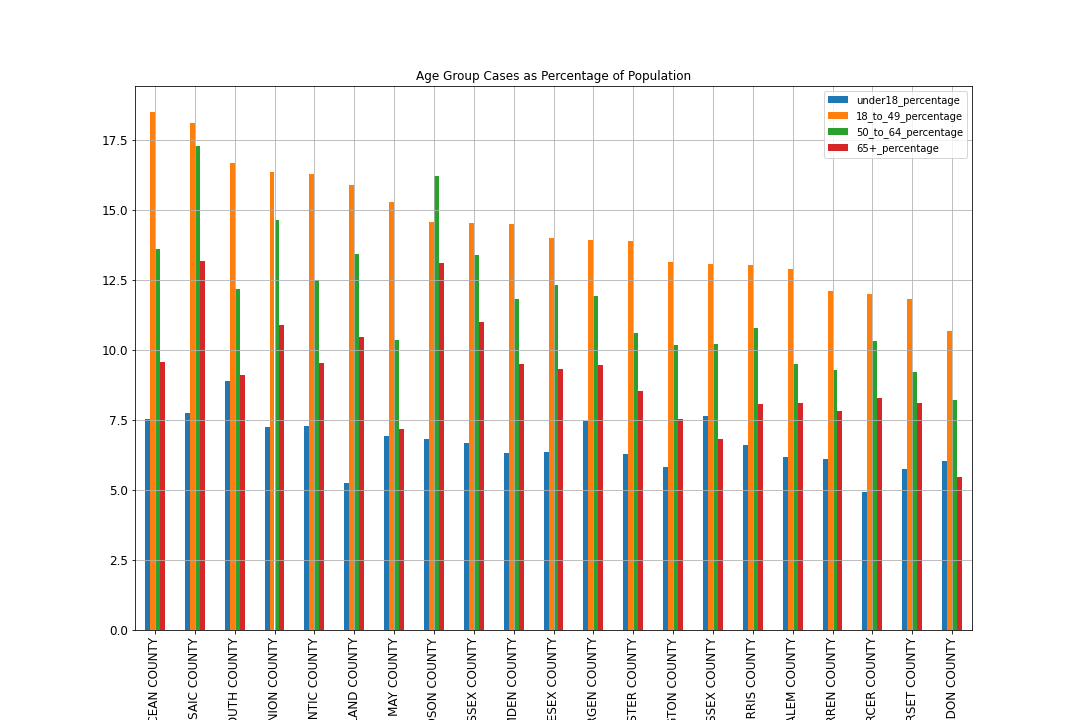 Age Group Cases as Percentage of Population
under18_percentage
18_to_49_percentage
50_to_64_percentage
65+_percentage
17.5
15.0
12.5
10.0
7.5
5.0
2.5
0.0
CEAN COUNTY
SAIC COUNTY
OUTH COUNTY
NION COUNTY
NTIC COUNTY
LAND COUNTY
MAY COUNTY
DSON COUNTY
SSEX COUNTY
MDEN COUNTY
ESEX COUNTY
RGEN COUNTY
STER COUNTY
GTON COUNTY
SSEX COUNTY
RRIS COUNTY
ALEM COUNTY
RREN COUNTY
RCER COUNTY
RSET COUNTY
DON COUNTY